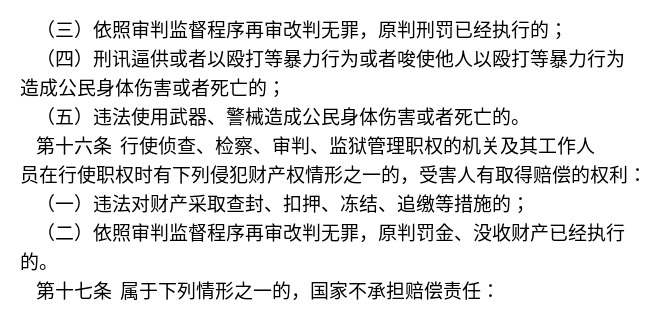 （三）依照审判监督程序再审改判无罪，原判刑罚已经执行的；
（四）刑讯逼供或者以殴打等暴力行为或者唆使他人以殴打等暴力行为
造成公民身体伤害或者死亡的；
（五）违法使用武器、警械造成公民身体伤害或者死亡的。
第十六条 行使侦查、检察、审判、监狱管理职权的机关及其工作人
员在行使职权时有下列侵犯财产权情形之一的，受害人有取得赔偿的权利：
（一）违法对财产采取查封、扣押、冻结、追缴等措施的；
（二）依照审判监督程序再审改判无罪，原判罚金、没收财产已经执行
的。
第十七条 属于下列情形之一的，国家不承担赔偿责任：